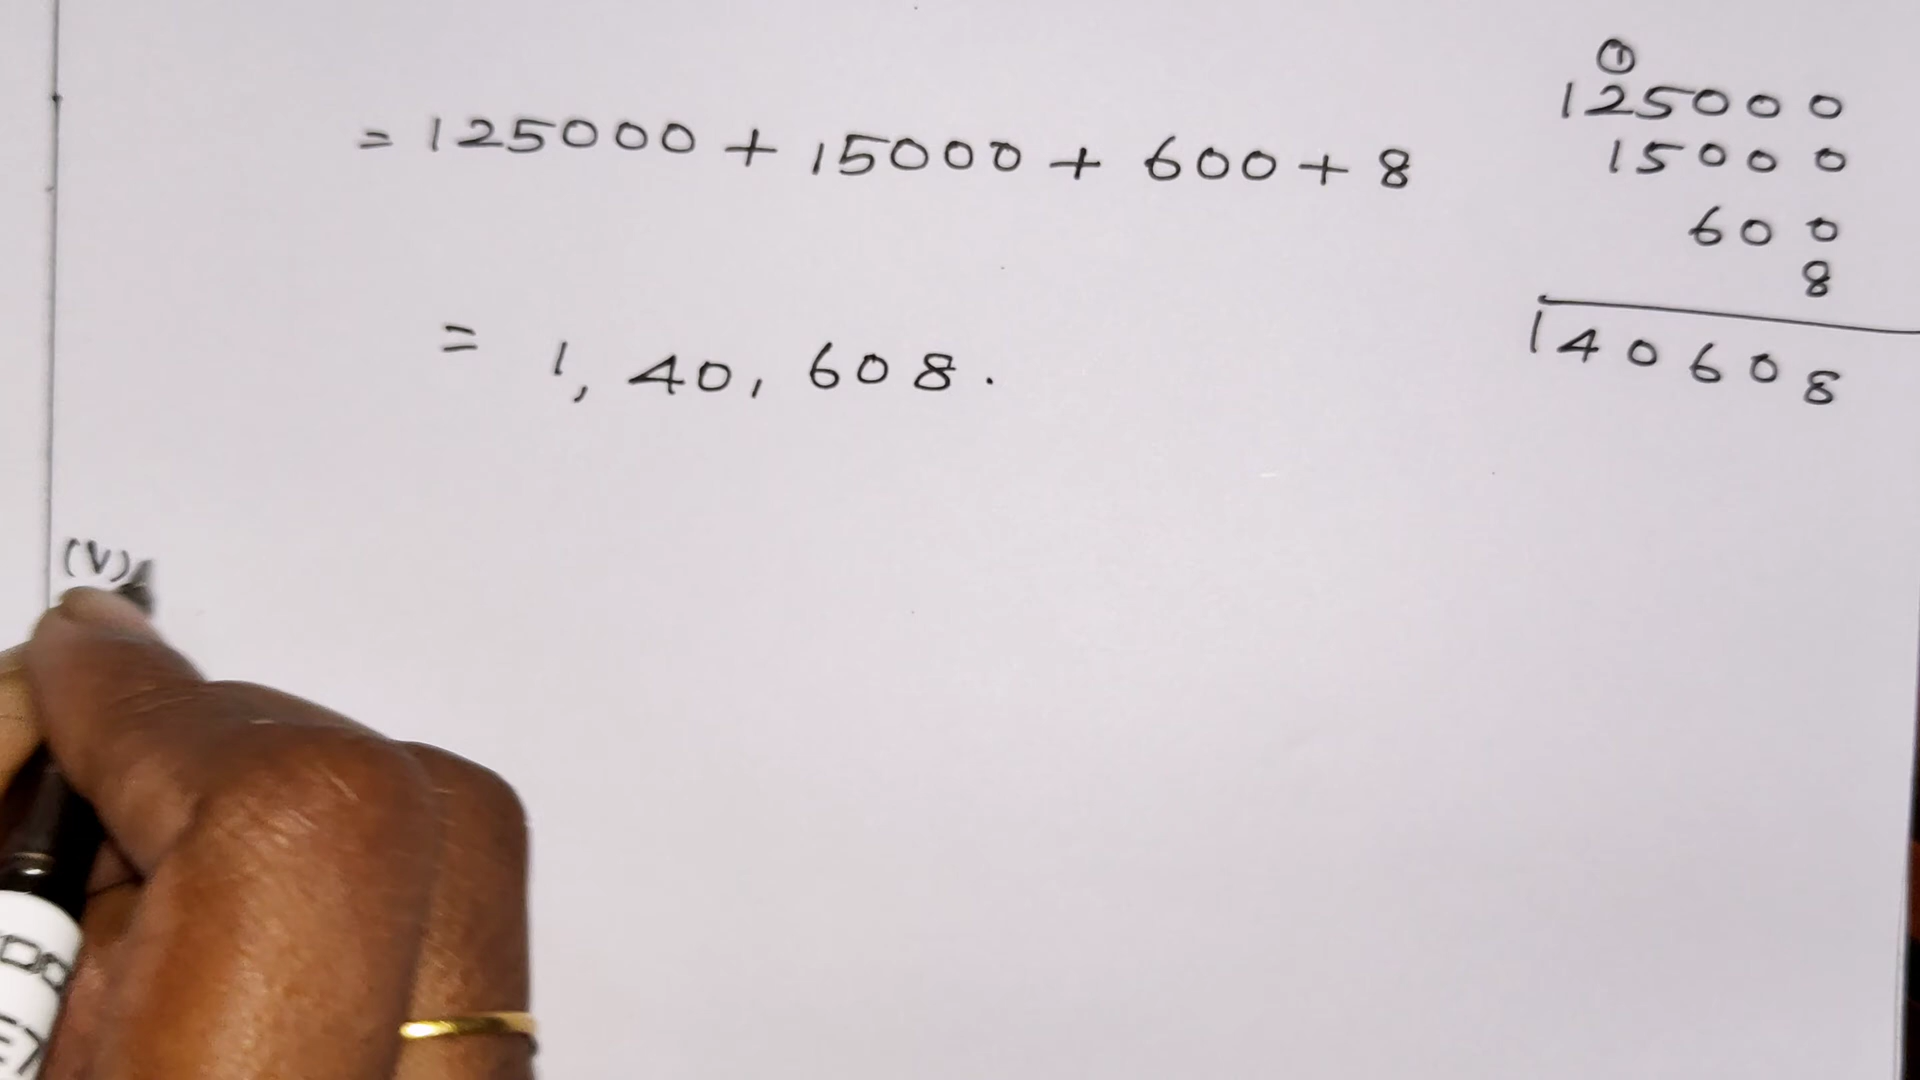 = 125000 + 15000 + 600 + 8
= 1, 40, 608.
①
125000
15000
600
8
140608
(V)